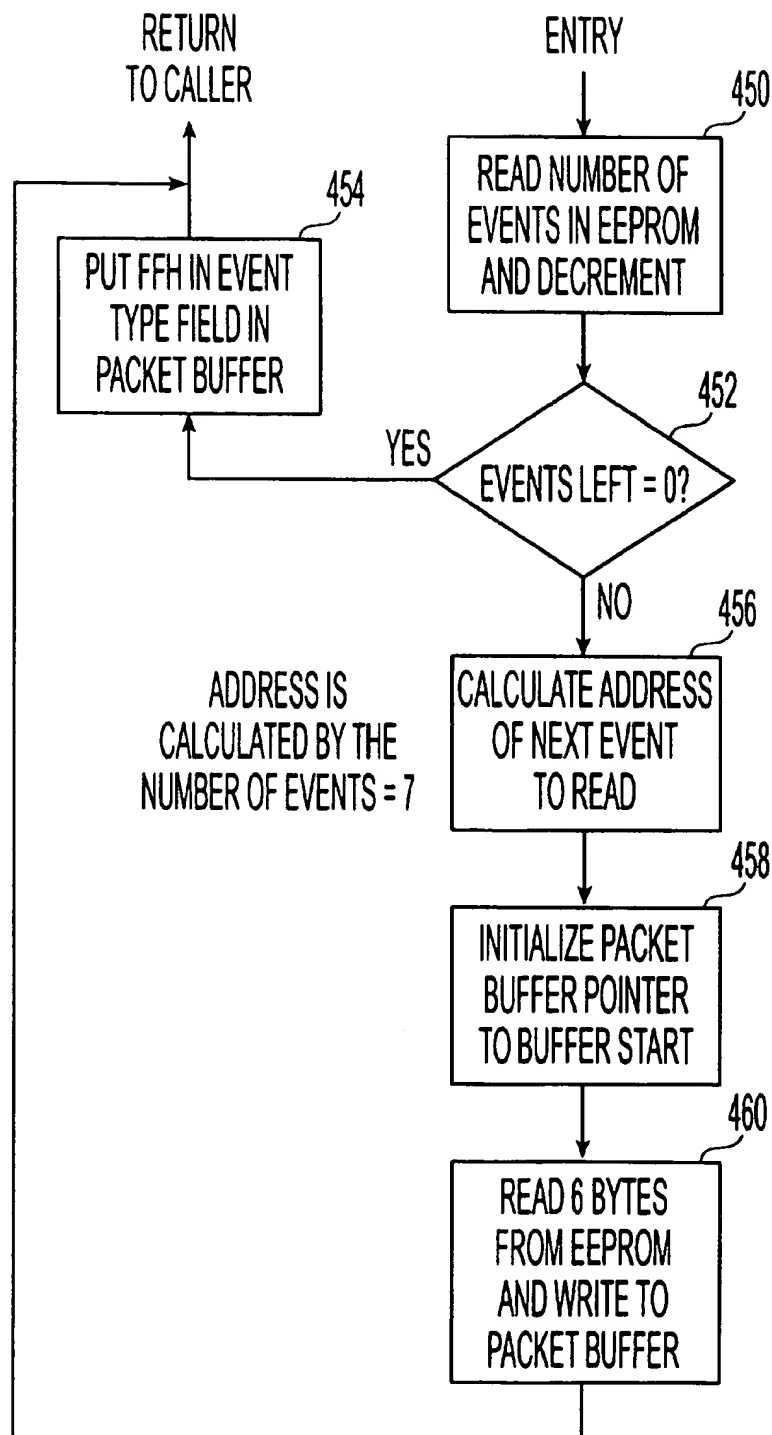 RETURN
TO CALLER
ENTRY
450
READ NUMBER OF
EVENTS IN EEPROM
AND DECREMENT
454
PUT FFH IN EVENT
TYPE FIELD IN
PACKET BUFFER
452
YES
EVENTS LEFT = 0?
NO
456
ADDRESS IS
CALCULATED BY THE
NUMBER OF EVENTS = 7
CALCULATE ADDRESS
OF NEXT EVENT
TO READ
458
INITIALIZE PACKET
BUFFER POINTER
TO BUFFER START
460
READ 6 BYTES
FROM EEPROM
AND WRITE TO
PACKET BUFFER